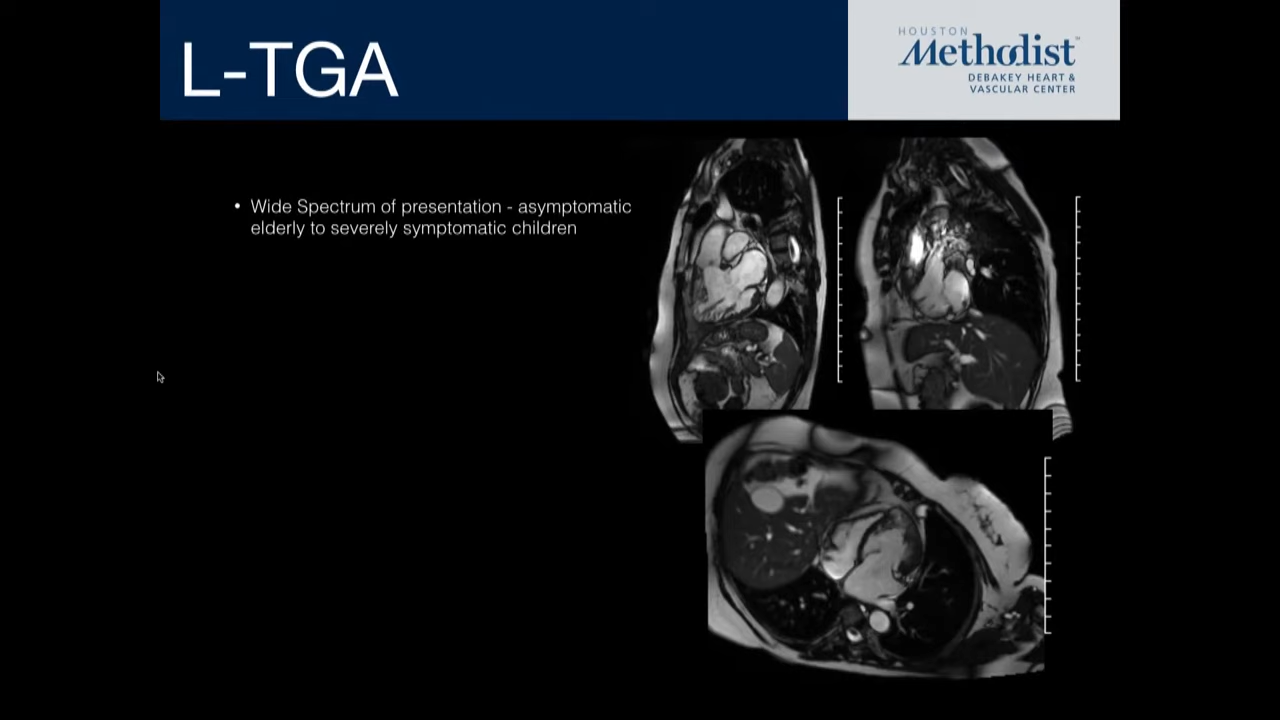 L-TGA
HOUSTON
Methodist
DEBAKEY HEART &
VASCULAR CENTER
• Wide Spectrum of presentation - asymptomatic
elderly to severely symptomatic children